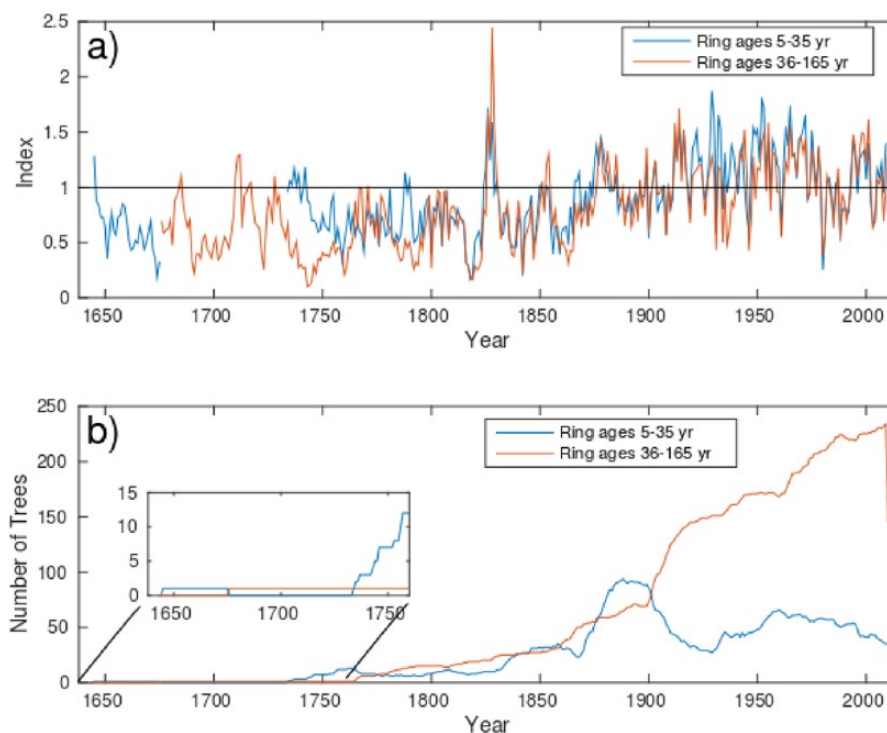 a)
2.5
2
1.5
1
0.5
0
Index
Ring ages 5-35 yr
Ring ages 36-165 yr
1650 1700 1750 1800 1850 1900 1950 2000
Year
b)
250
200
150
100
50
0
Number of Trees
Ring ages 5-35 yr
Ring ages 36-165 yr
15
10
5
0
1650 1700 1750
1650 1700 1750 1800 1850 1900 1950 2000
Year